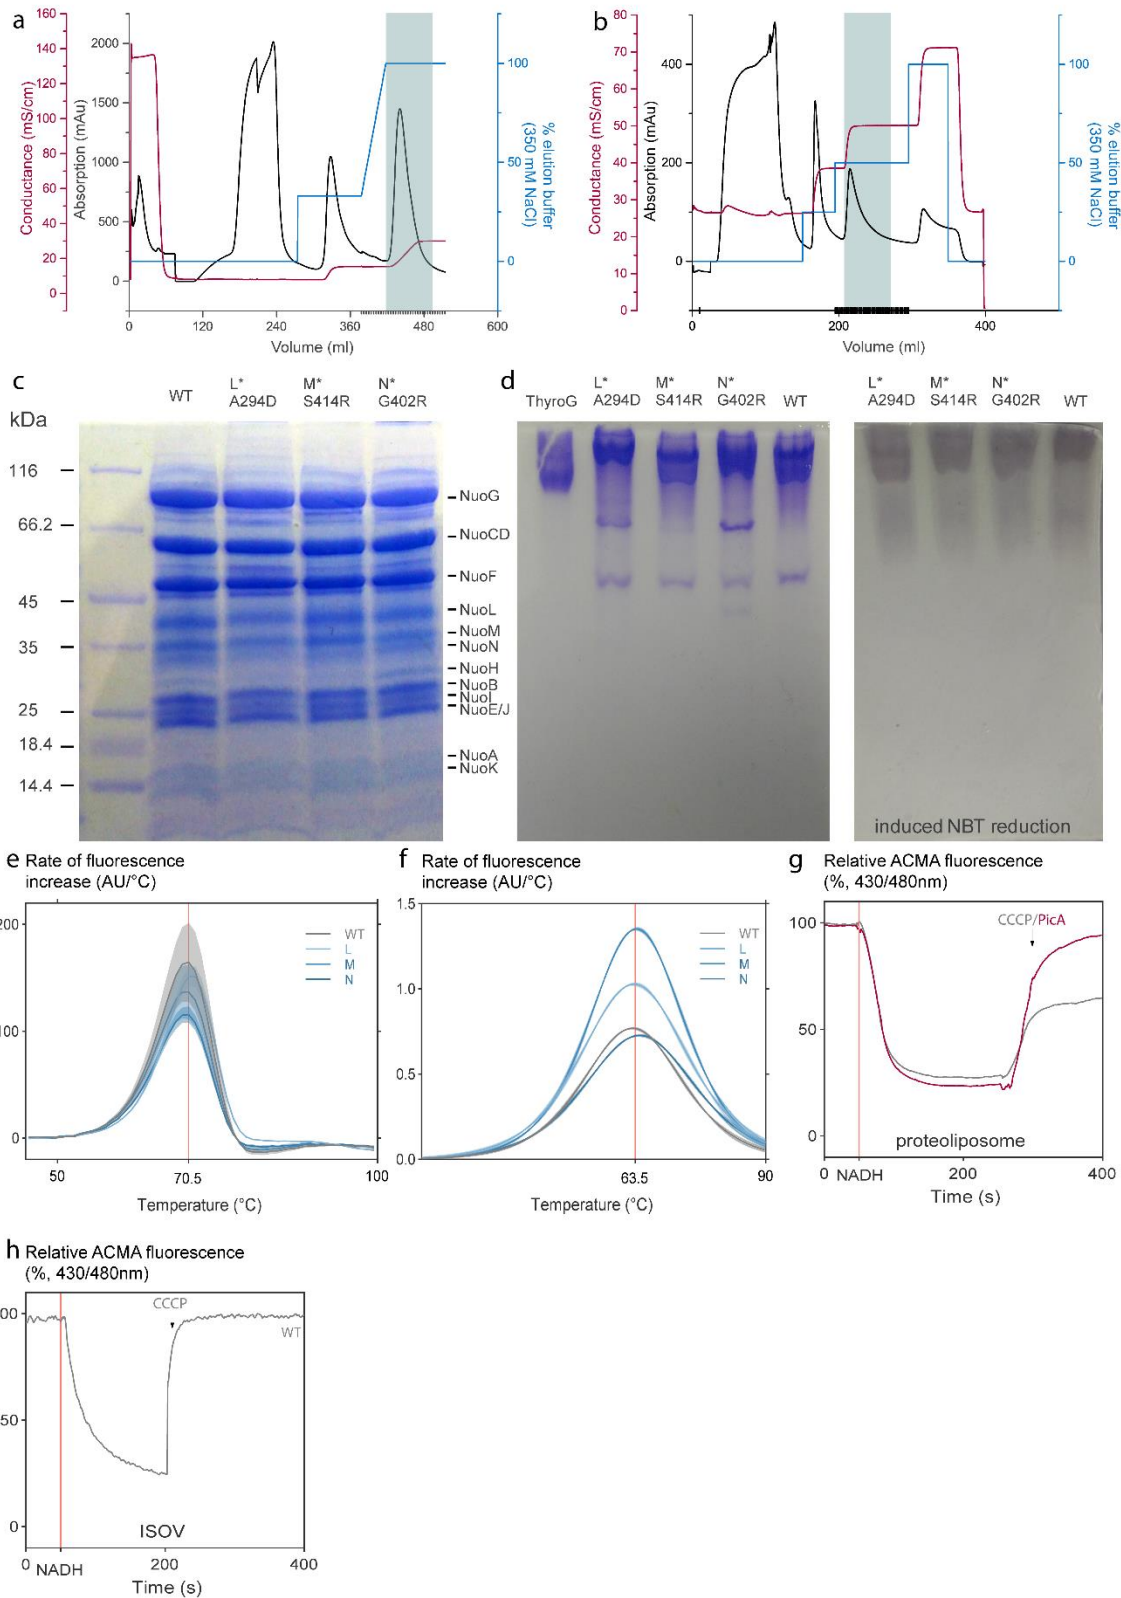 a
Conductance (mS/cm)
160
140
120
100
80
60
40
20
0
Absorption (mAu)
2000
1500
1000
500
0
100
50
0
% elution buffer
(350 mM NaCl)
0
120
240
360
480
600
Volume (ml)
b
Conductance (mS/cm)
80
70
60
50
40
30
20
10
0
Absorption (mAu)
400
200
0
100
50
0
% elution buffer
(350 mM NaCl)
0
200
400
Volume (ml)
c
WT
L*
A294D
M*
S414R
N*
G402R
kDa
116
66.2
45
35
25
18.4
14.4
NuoG
NuoCD
NuoF
NuoL
NuoM
NuoN
NuoH
NuoB
NuoI
NuoE/J
NuoA
NuoK
d
ThyroG
L*
A294D
M*
S414R
N*
G402R
WT
L*
A294D
M*
S414R
N*
G402R
WT
induced NBT reduction
e Rate of fluorescence
increase (AU/°C)
200
100
0
WT
L
M
N
50
70.5
100
Temperature (°C)
f Rate of fluorescence
increase (AU/°C)
1.5
1.0
0.5
0.0
WT
L
M
N
63.5
90
Temperature (°C)
g Relative ACMA fluorescence
(%, 430/480nm)
100
50
0
CCCP/PicA
proteoliposome
0 NADH 200 400
Time (s)
h Relative ACMA fluorescence
(%, 430/480nm)
00
50
0
CCCP
WT
ISOV
0 NADH 200 400
Time (s)